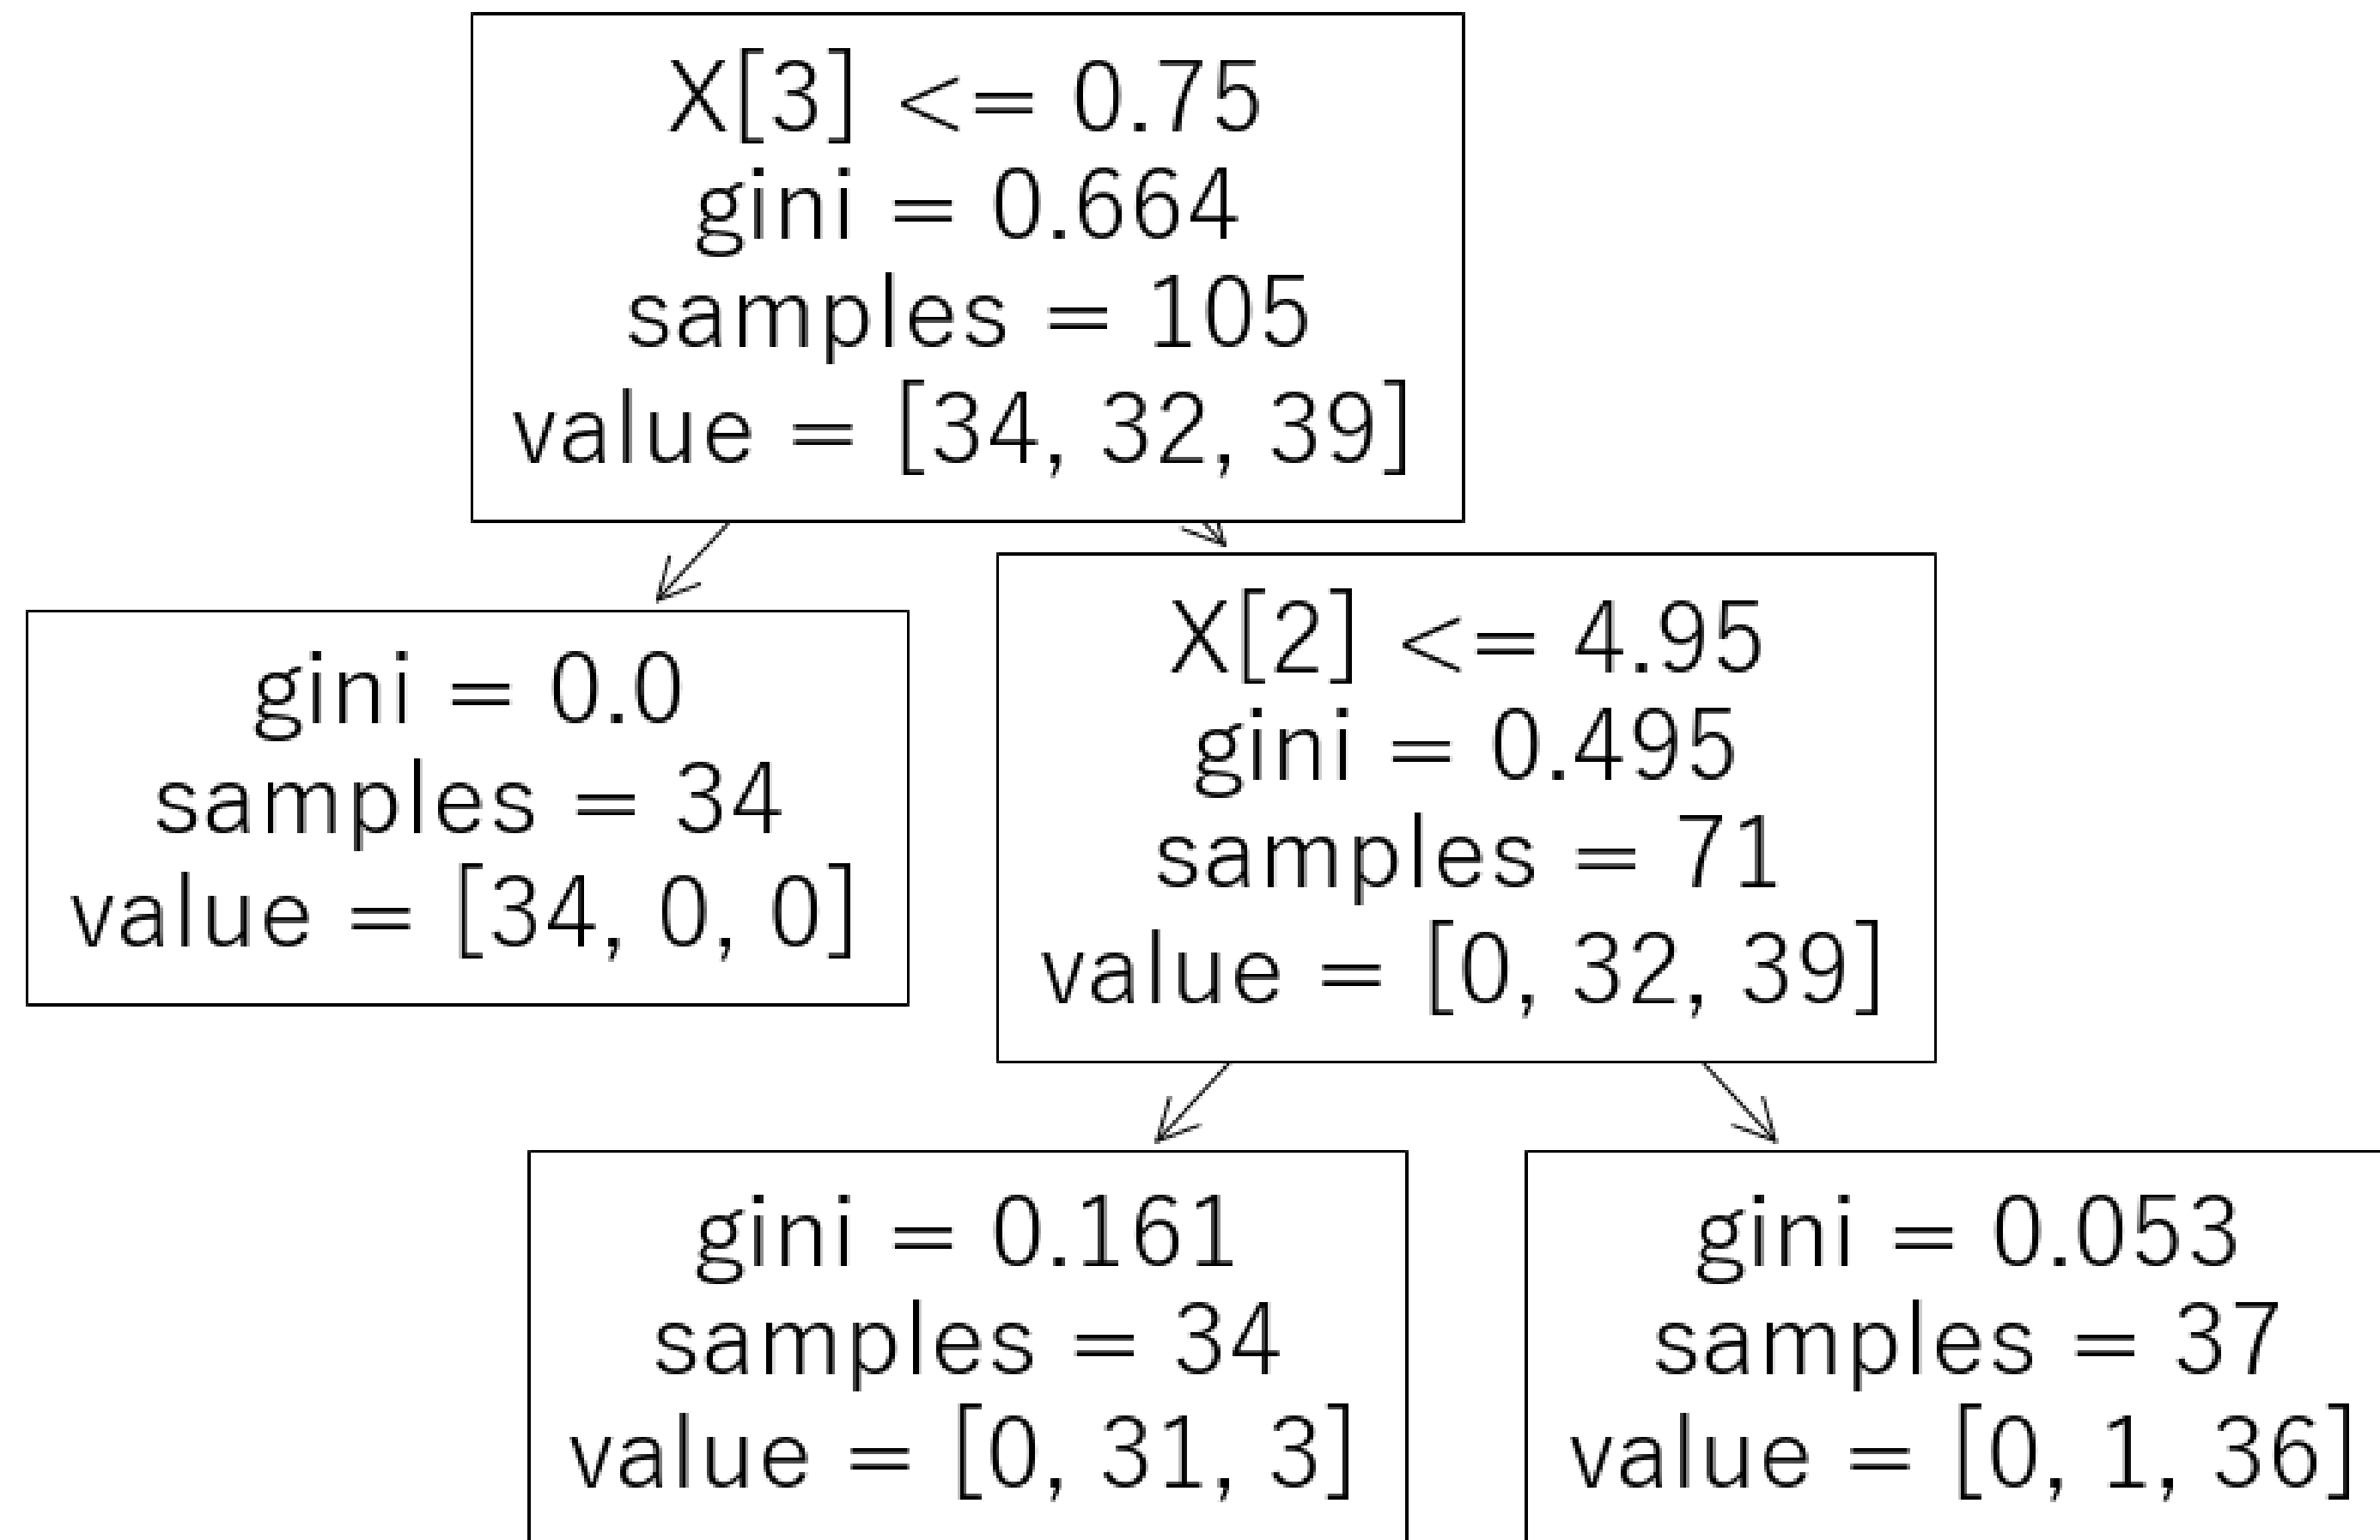 X[3] <= 0.75
gini = 0.664
samples = 105
value = [34, 32, 39]
gini = 0.0
samples = 34
value = [34, 0, 0]
X[2] <= 4.95
gini = 0.495
samples = 71
value = [0, 32, 39]
gini = 0.161
samples = 34
value = [0, 31, 3]
gini = 0.053
samples = 37
value = [0, 1, 36]